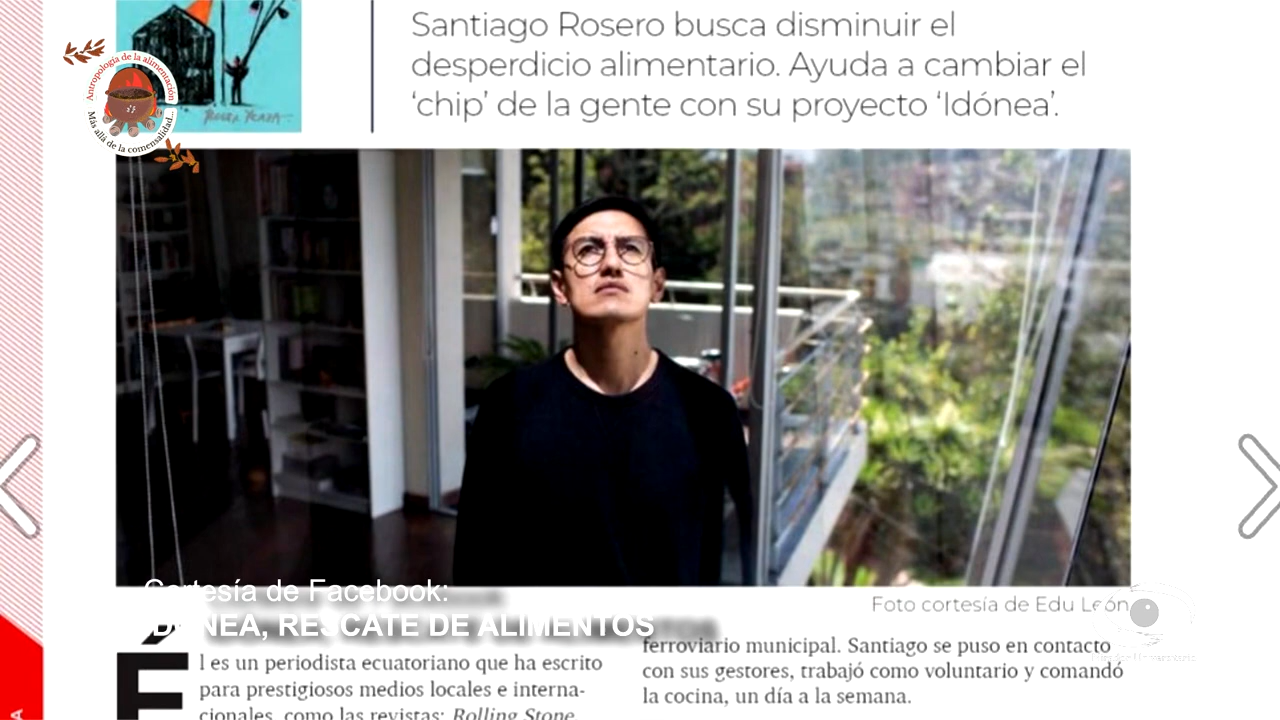 Santiago Rosero busca disminuir el
desperdicio alimentario. Ayuda a cambiar el
‘chip’ de la gente con su proyecto ‘Idónea’.
Antropología de la alimentación
Más allá de la comensalidad...
Foto cortesía de Edu León
Cortesía de Facebook:
IDÓNEA, RESCATE DE ALIMENTOS
Él es un periodista ecuatoriano que ha escrito
para prestigiosos medios locales e interna-
cionales, como las revistas: Rolling Stone,
ferroviario municipal. Santiago se puso en contacto
con sus gestores, trabajó como voluntario y comandó
la cocina, un día a la semana.
A